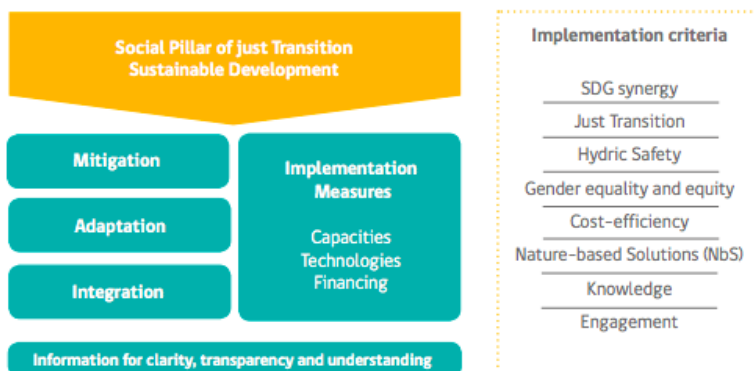 Social Pillar of just Transition
Sustainable Development
Mitigation
Adaptation
Integration
Implementation
Measures
Capacities
Technologies
Financing
Information for clarity, transparency and understanding
Implementation criteria
SDG synergy
Just Transition
Hydric Safety
Gender equality and equity
Cost-efficiency
Nature-based Solutions (NbS)
Knowledge
Engagement